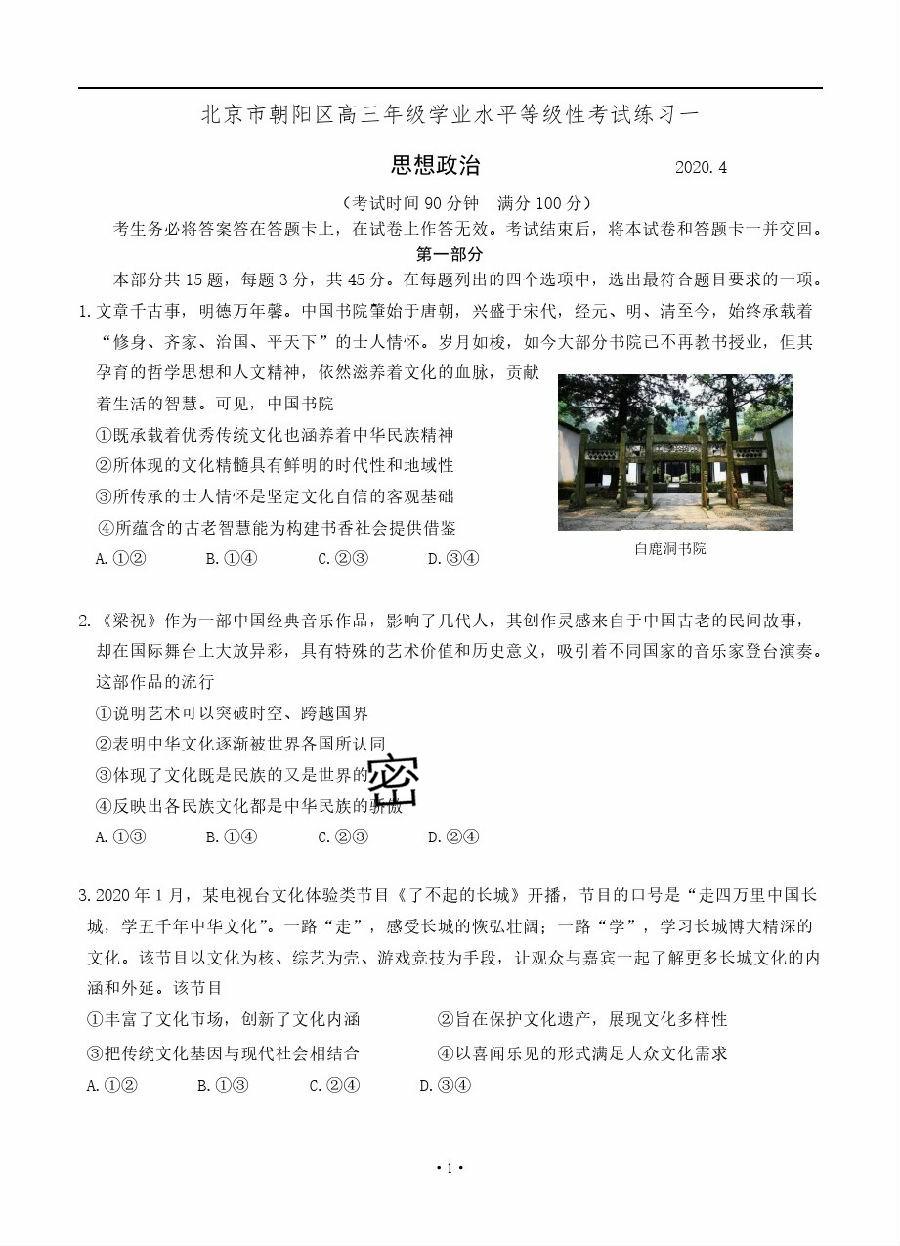 北京市朝阳区高三年级学业水平等级性考试练习一
思想政治 2020.4
（考试时间90分钟 满分100分）
考生务必将答案答在答题卡上，在试卷上作答无效。考试结束后，将本试卷和答题卡一并交回。
第一部分
本部分共15题，每题3分，共45分。在每题列出的四个选项中，选出最符合题目要求的一项。
1.文章千古事，明德万年馨。中国书院肇始于唐朝，兴盛于宋代，经元、明、清至今，始终承载着
“修身、齐家、治国、平天下”的士人情怀。岁月如梭，如今大部分书院已不再教书授业，但其
孕育的哲学思想和人文精神，依然滋养着文化的血脉，贡献
着生活的智慧。可见，中国书院
①既承载着优秀传统文化也涵养着中华民族精神
②所体现的文化精髓具有鲜明的时代性和地域性
③所传承的士人情怀是坚定文化自信的客观基础
④所蕴含的古老智慧能为构建书香社会提供借鉴
A.①② B.①④ C.②③ D.③④
白鹿洞书院
2.《梁祝》作为一部中国经典音乐作品，影响了几代人，其创作灵感来自于中国古老的民间故事，
却在国际舞台上大放异彩，具有特殊的艺术价值和历史意义，吸引着不同国家的音乐家登台演奏。
这部作品的流行
①说明艺术可以突破时空、跨越国界
②表明中华文化逐渐被世界各国所认同
③体现了文化既是民族的又是世界的
密
④反映出各民族文化都是中华民族的骄傲
A.①③ B.①④ C.②③ D.②④
3.2020年1月，某电视台文化体验类节目《了不起的长城》开播，节目的口号是“走四万里中国长
城，学五千年中华文化”。一路“走”，感受长城的恢弘壮阔；一路“学”，学习长城博大精深的
文化。该节目以文化为核、综艺为壳、游戏竞技为手段，让观众与嘉宾一起了解更多长城文化的内
涵和外延。该节目
①丰富了文化市场，创新了文化内涵 ②旨在保护文化遗产，展现文化多样性
③把传统文化基因与现代社会相结合 ④以喜闻乐见的形式满足人众文化需求
A.①② B.①③ C.②④ D.③④
·1·